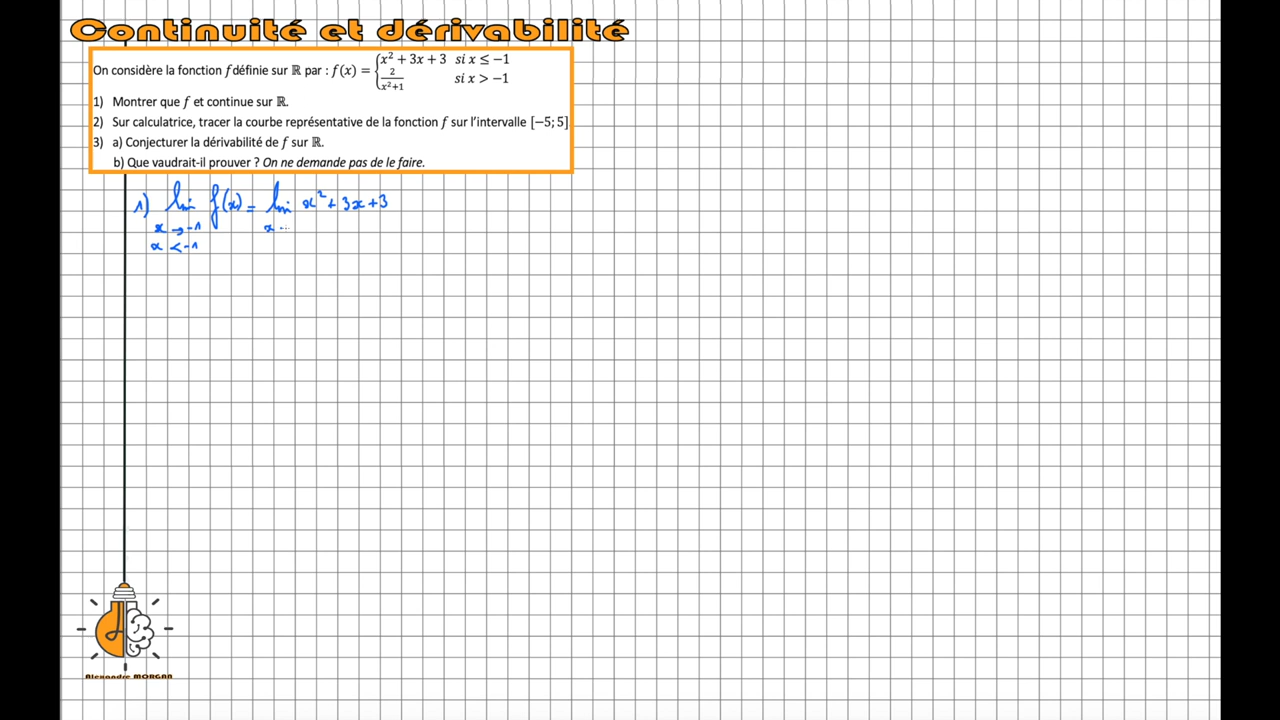 Continuité et dérivabilité
On considère la fonction f définie sur ℝ par : f(x) = { x² + 3x + 3 si x ≤ −1
2/(x²+1) si x > −1
1) Montrer que f et continue sur ℝ.
2) Sur calculatrice, tracer la courbe représentative de la fonction f sur l'intervalle [−5; 5]
3) a) Conjecturer la dérivabilité de f sur ℝ.
b) Que vaudrait-il prouver ? On ne demande pas de le faire.
1) lim f(x) = lim x² + 3x + 3
x → -1 x -
x < -1
Alexandre MORGAN